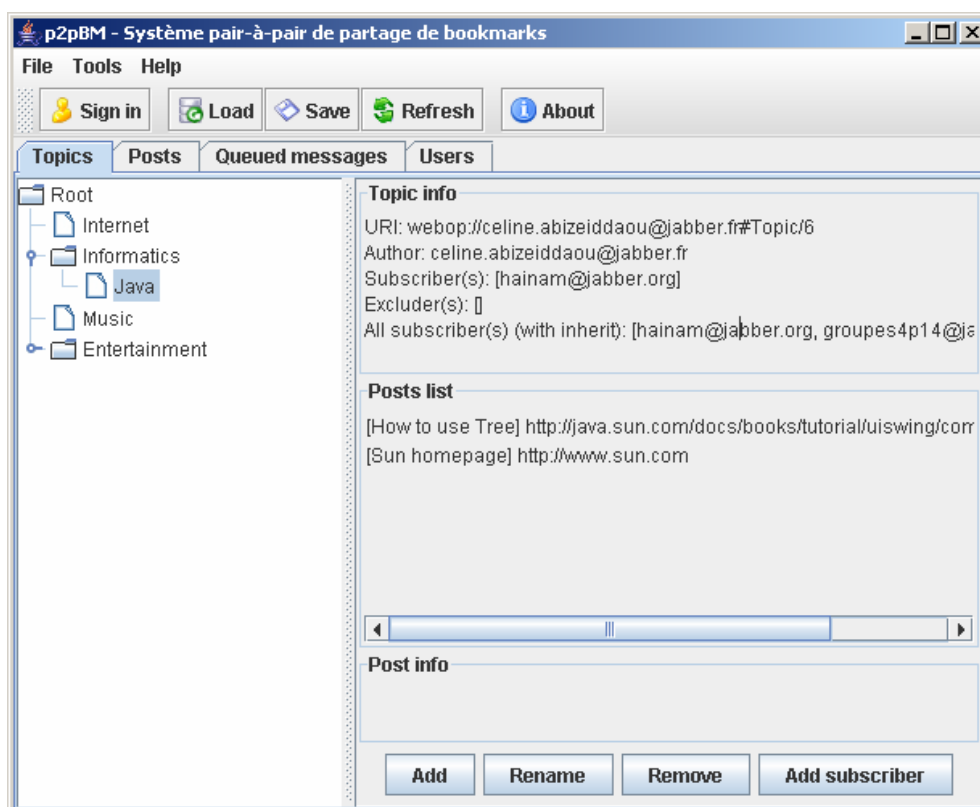 p2pBM - Système pair-à-pair de partage de bookmarks
File Tools Help
Sign in Load Save Refresh About
Topics Posts Queued messages Users
Root
Internet
Informatics
Java
Music
Entertainment
Topic info
URI: webop://celine.abizeiddaou@jabber.fr#Topic/6
Author: celine.abizeiddaou@jabber.fr
Subscriber(s): [hainam@jabber.org]
Excluder(s): []
All subscriber(s) (with inherit): [hainam@jabber.org, groupes4p14@ja
Posts list
[How to use Tree] http://java.sun.com/docs/books/tutorial/uiswing/com
[Sun homepage] http://www.sun.com
Post info
Add Rename Remove Add subscriber